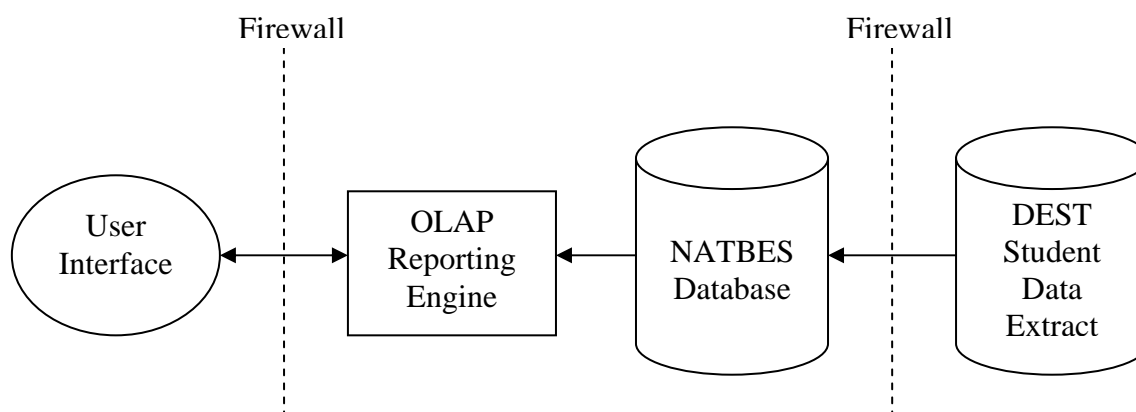 Firewall
Firewall
User
Interface
OLAP
Reporting
Engine
NATBES
Database
DEST
Student
Data
Extract